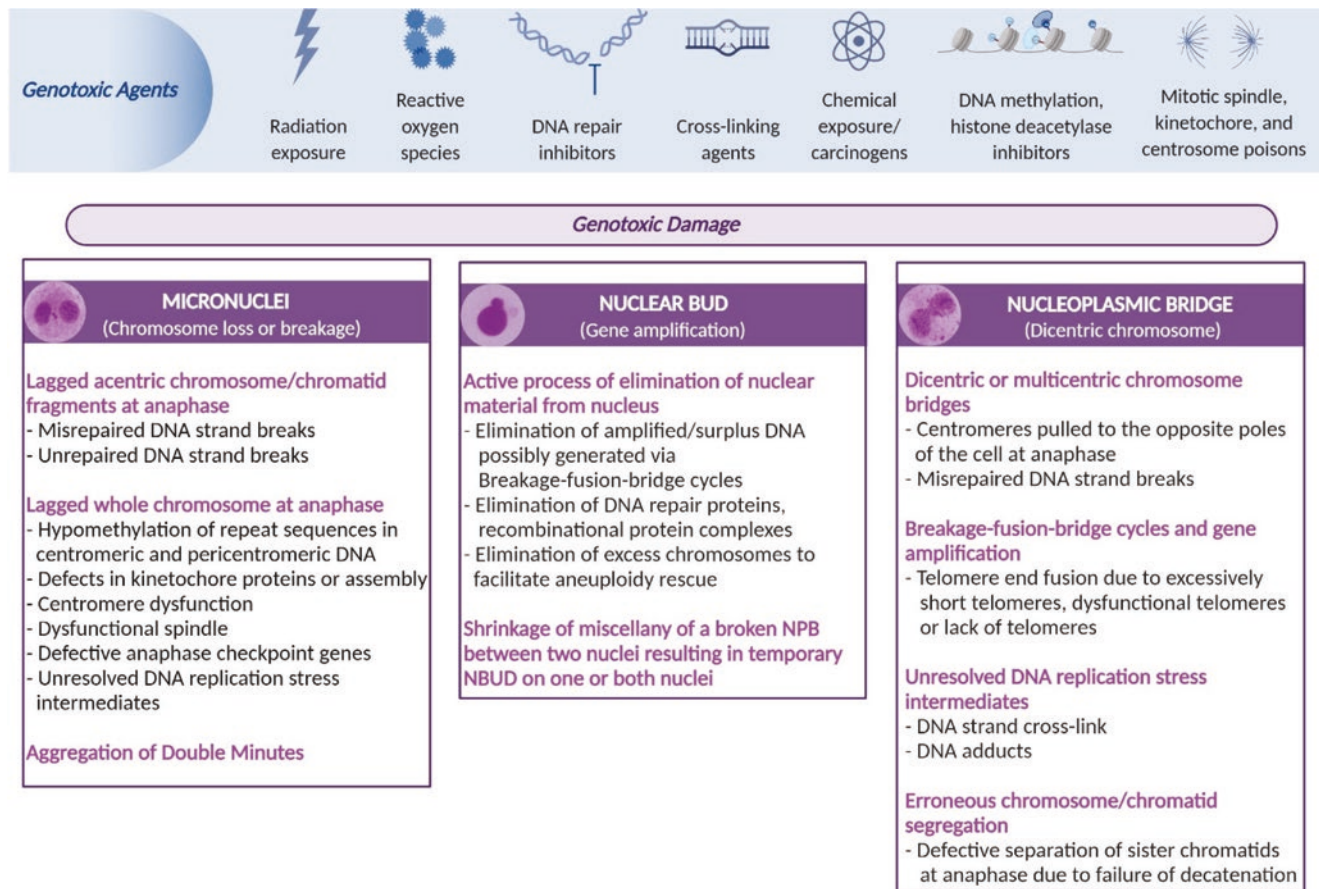 Genotoxic Agents
Radiation
exposure
Reactive
oxygen
species
DNA repair
inhibitors
Cross-linking
agents
Chemical
exposure/
carcinogens
DNA methylation,
histone deacetylase
inhibitors
Mitotic spindle,
kinetochore, and
centrosome poisons
Genotoxic Damage
MICRONUCLEI
(Chromosome loss or breakage)
Lagged acentric chromosome/chromatid
fragments at anaphase
- Misrepaired DNA strand breaks
- Unrepaired DNA strand breaks
Lagged whole chromosome at anaphase
- Hypomethylation of repeat sequences in
centromeric and pericentromeric DNA
- Defects in kinetochore proteins or assembly
- Centromere dysfunction
- Dysfunctional spindle
- Defective anaphase checkpoint genes
- Unresolved DNA replication stress
intermediates
Aggregation of Double Minutes
NUCLEAR BUD
(Gene amplification)
Active process of elimination of nuclear
material from nucleus
- Elimination of amplified/surplus DNA
possibly generated via
Breakage-fusion-bridge cycles
- Elimination of DNA repair proteins,
recombinational protein complexes
- Elimination of excess chromosomes to
facilitate aneuploidy rescue
Shrinkage of miscellany of a broken NPB
between two nuclei resulting in temporary
NBUD on one or both nuclei
NUCLEOPLASMIC BRIDGE
(Dicentric chromosome)
Dicentric or multicentric chromosome
bridges
- Centromeres pulled to the opposite poles
of the cell at anaphase
- Misrepaired DNA strand breaks
Breakage-fusion-bridge cycles and gene
amplification
- Telomere end fusion due to excessively
short telomeres, dysfunctional telomeres
or lack of telomeres
Unresolved DNA replication stress
intermediates
- DNA strand cross-link
- DNA adducts
Erroneous chromosome/chromatid
segregation
- Defective separation of sister chromatids
at anaphase due to failure of decatenation